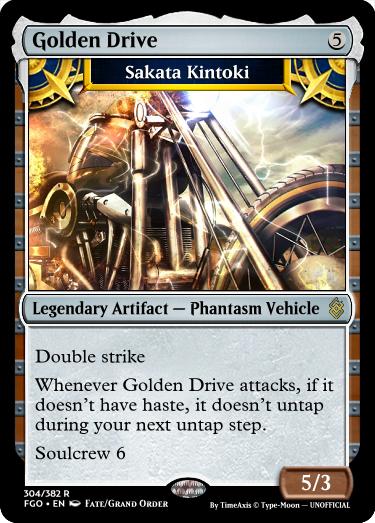 Golden Drive 5
Sakata Kintoki
Legendary Artifact — Phantasm Vehicle
Double strike
Whenever Golden Drive attacks, if it
doesn't have haste, it doesn't untap
during your next untap step.
Soulcrew 6
5/3
304/382 R
FGO • EN Fate/Grand Order
By TimeAxis © Type-Moon — UNOFFICIAL